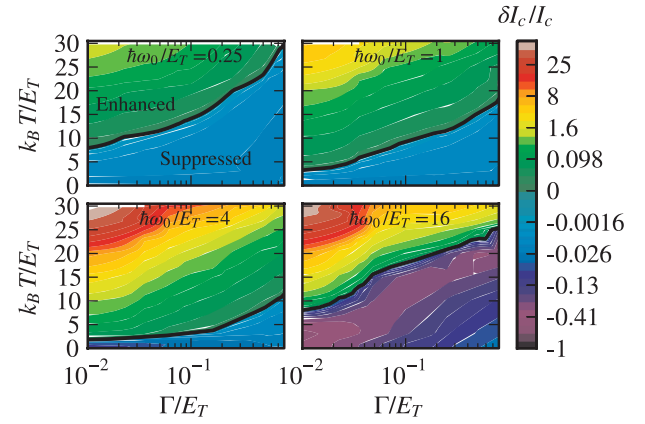 δI_c/I_c
ħω₀/E_T=0.25
ħω₀/E_T=1
Enhanced
Suppressed
k_B T/E_T
30
25
20
15
10
5
0
ħω₀/E_T=4
ħω₀/E_T=16
k_B T/E_T
30
25
20
15
10
5
0
10⁻² 10⁻¹ 10⁻² 10⁻¹
Γ/E_T Γ/E_T
25
8
1.6
0.098
0
-0.0016
-0.026
-0.13
-0.41
-1